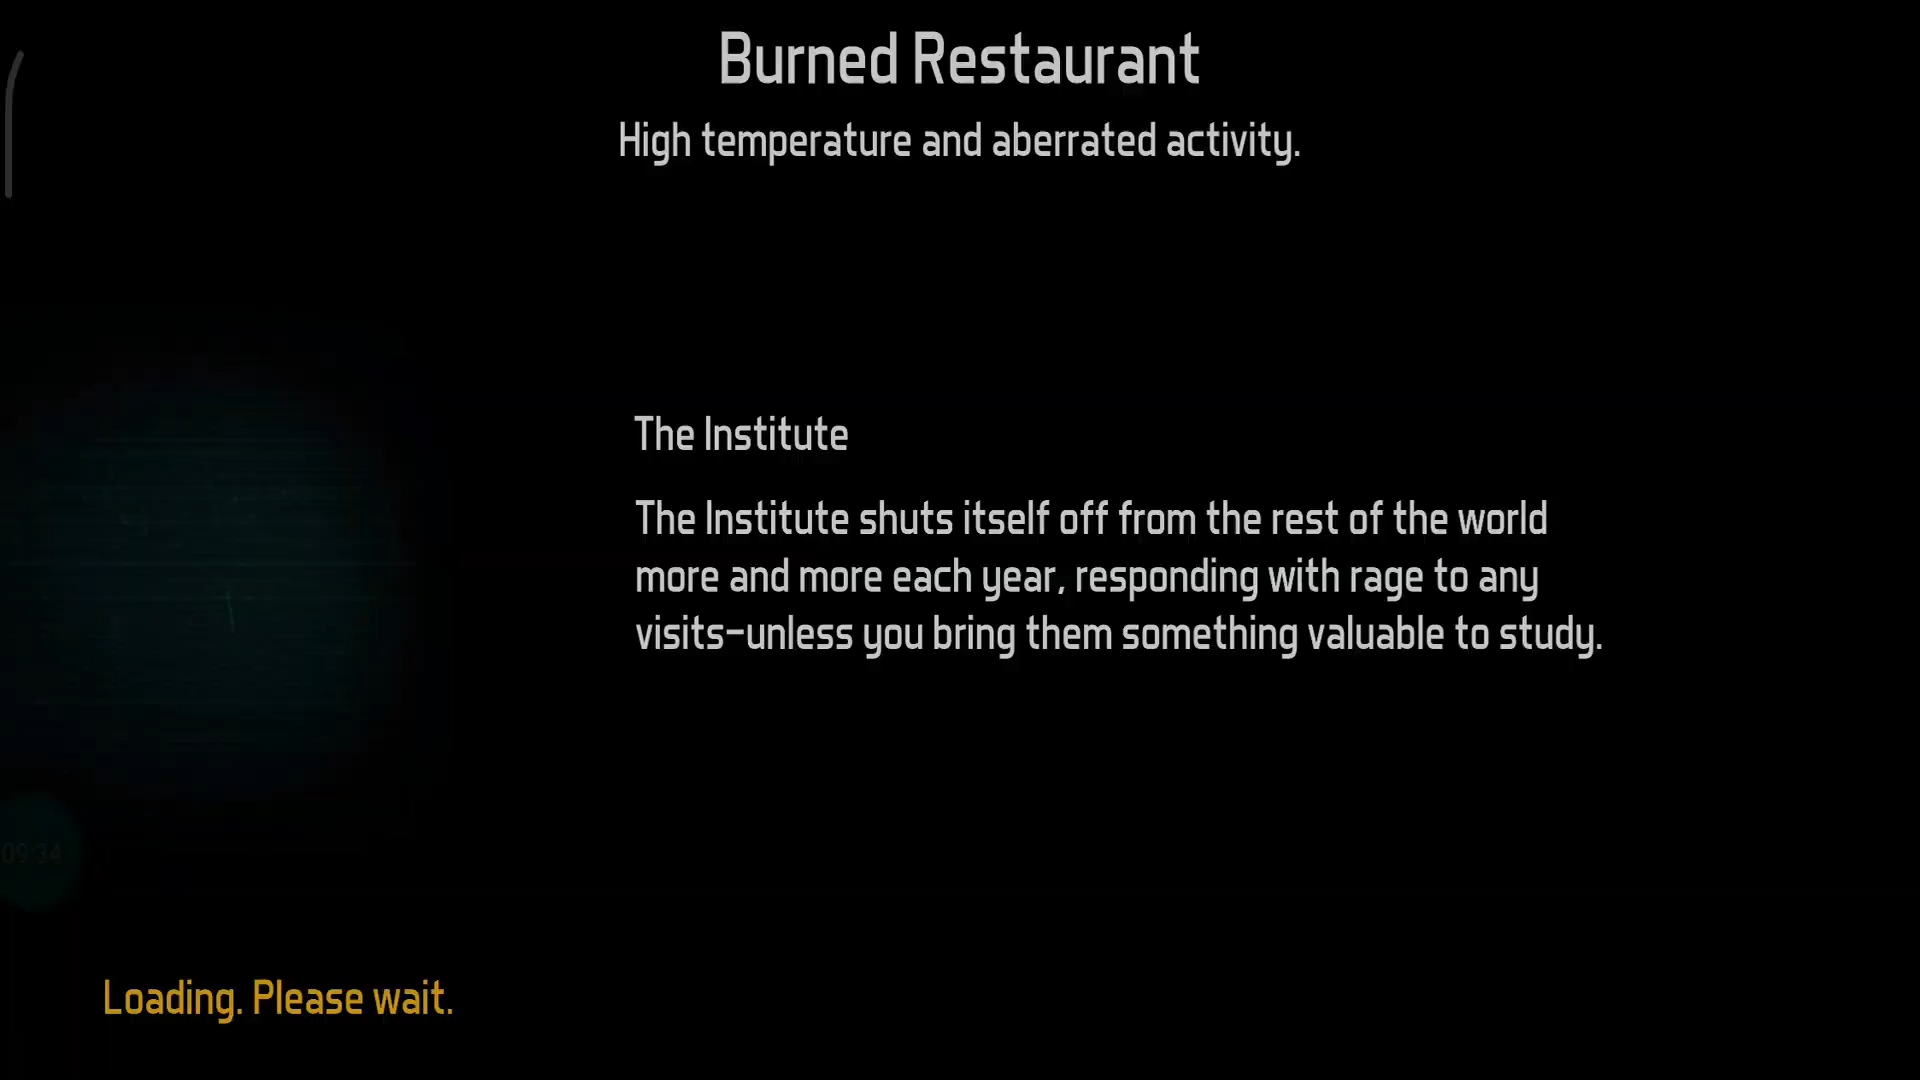 Burned Restaurant
High temperature and aberrated activity.
The Institute
The Institute shuts itself off from the rest of the world
more and more each year, responding with rage to any
visits—unless you bring them something valuable to study.
09:34
Loading. Please wait.